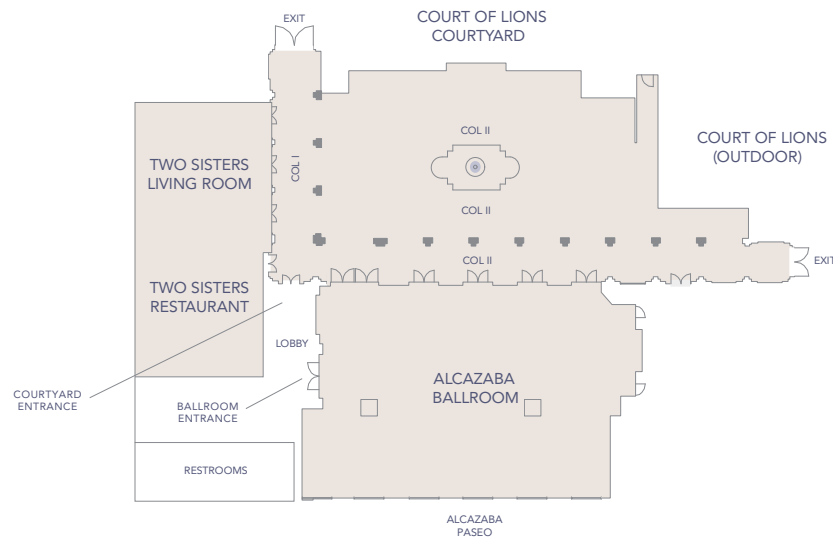 EXIT
COURT OF LIONS
COURTYARD
COL II
COURT OF LIONS
(OUTDOOR)
TWO SISTERS
LIVING ROOM
COL I
COL II
COL II
EXIT
TWO SISTERS
RESTAURANT
LOBBY
COURTYARD
ENTRANCE
BALLROOM
ENTRANCE
ALCAZABA
BALLROOM
RESTROOMS
ALCAZABA
PASEO